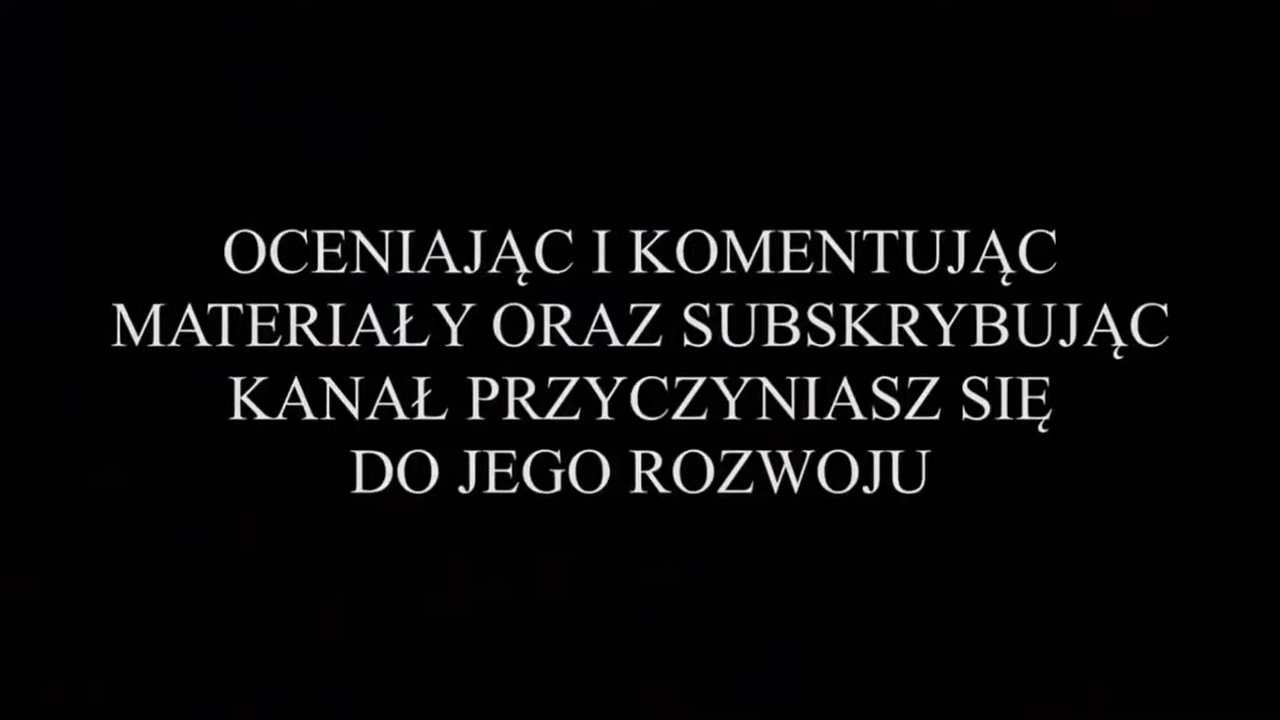 OCENIAJĄC I KOMENTUJĄC
MATERIAŁY ORAZ SUBSKRYBUJĄC
KANAŁ PRZYCZYNIASZ SIĘ
DO JEGO ROZWOJU